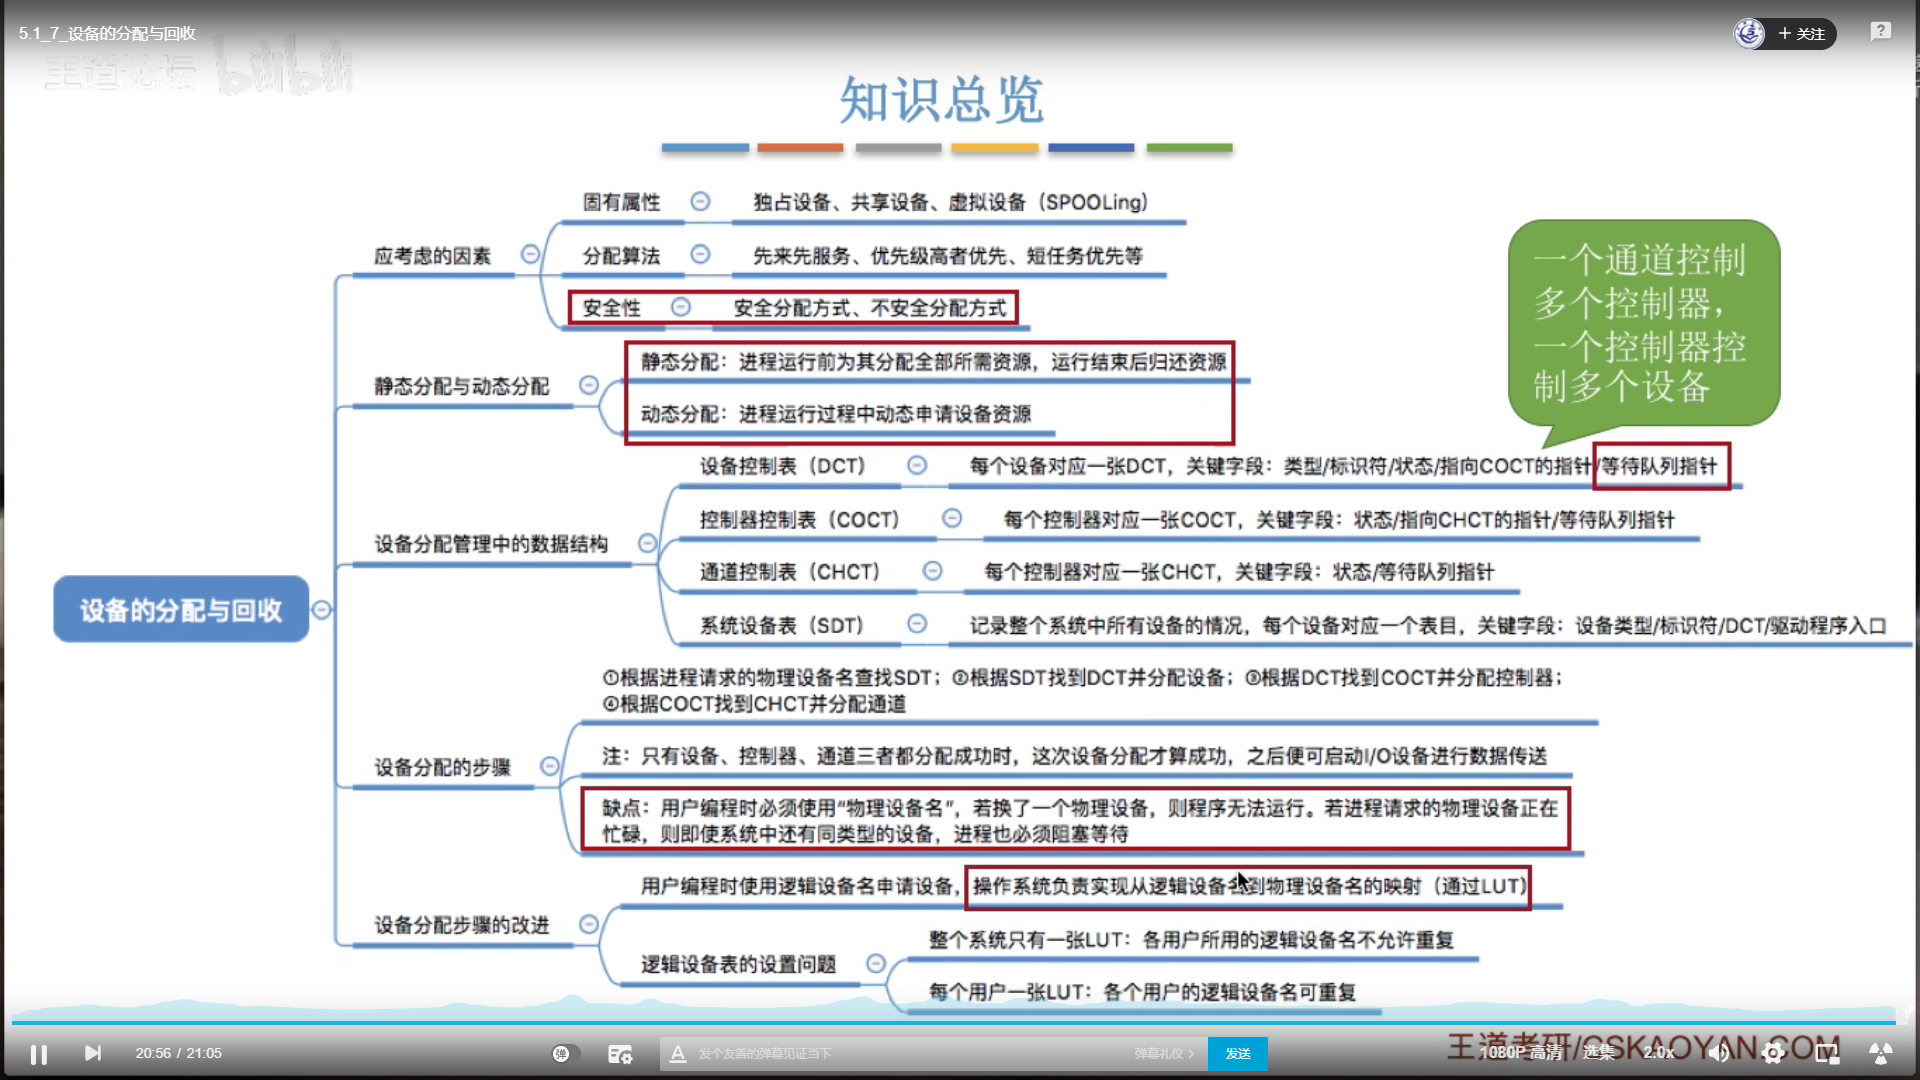 5.1_7_设备的分配与回收
+ 关注
王道论坛 bilibili
知识总览
固有属性
独占设备、共享设备、虚拟设备（SPOOLing）
应考虑的因素
分配算法
先来先服务、优先级高者优先、短任务优先等
安全性
安全分配方式、不安全分配方式
一个通道控制
多个控制器，
一个控制器控
制多个设备
静态分配与动态分配
静态分配：进程运行前为其分配全部所需资源，运行结束后归还资源
动态分配：进程运行过程中动态申请设备资源
设备分配管理中的数据结构
设备控制表（DCT）
每个设备对应一张DCT，关键字段：类型/标识符/状态/指向COCT的指针/等待队列指针
控制器控制表（COCT）
每个控制器对应一张COCT，关键字段：状态/指向CHCT的指针/等待队列指针
通道控制表（CHCT）
每个控制器对应一张CHCT，关键字段：状态/等待队列指针
系统设备表（SDT）
记录整个系统中所有设备的情况，每个设备对应一个表目，关键字段：设备类型/标识符/DCT/驱动程序入口
设备的分配与回收
设备分配的步骤
①根据进程请求的物理设备名查找SDT；②根据SDT找到DCT并分配设备；③根据DCT找到COCT并分配控制器；
④根据COCT找到CHCT并分配通道
注：只有设备、控制器、通道三者都分配成功时，这次设备分配才算成功，之后便可启动I/O设备进行数据传送
缺点：用户编程时必须使用“物理设备名”，若换了一个物理设备，则程序无法运行。若进程请求的物理设备正在
忙碌，则即使系统中还有同类型的设备，进程也必须阻塞等待
设备分配步骤的改进
用户编程时使用逻辑设备名申请设备，操作系统负责实现从逻辑设备名到物理设备名的映射（通过LUT）
逻辑设备表的设置问题
整个系统只有一张LUT：各用户所用的逻辑设备名不允许重复
每个用户一张LUT：各个用户的逻辑设备名可重复
王道考研/CSKAOYAN.COM
20:56 / 21:05
弹
发个友善的弹幕见证当下
弹幕礼仪
发送
1080P 高清
选集
2.0x